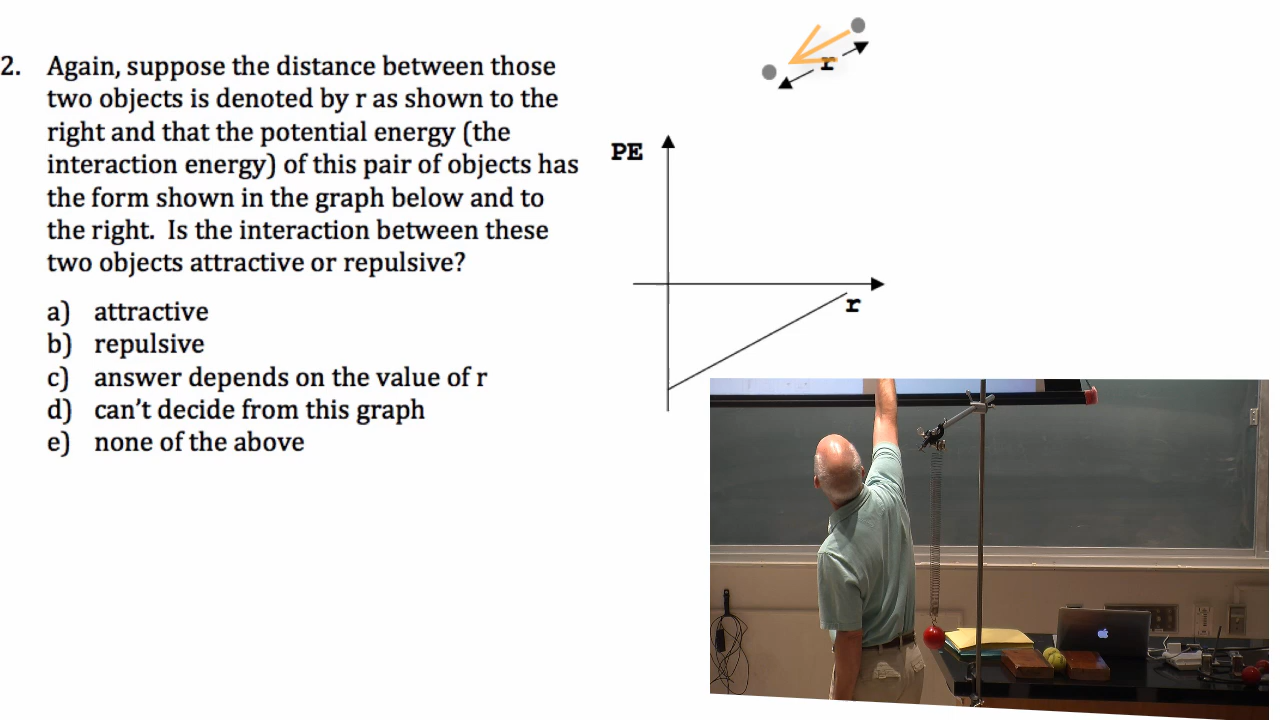 2. Again, suppose the distance between those
two objects is denoted by r as shown to the
right and that the potential energy (the
interaction energy) of this pair of objects has
the form shown in the graph below and to
the right. Is the interaction between these
two objects attractive or repulsive?
a) attractive
b) repulsive
c) answer depends on the value of r
d) can't decide from this graph
e) none of the above
r
PE
r